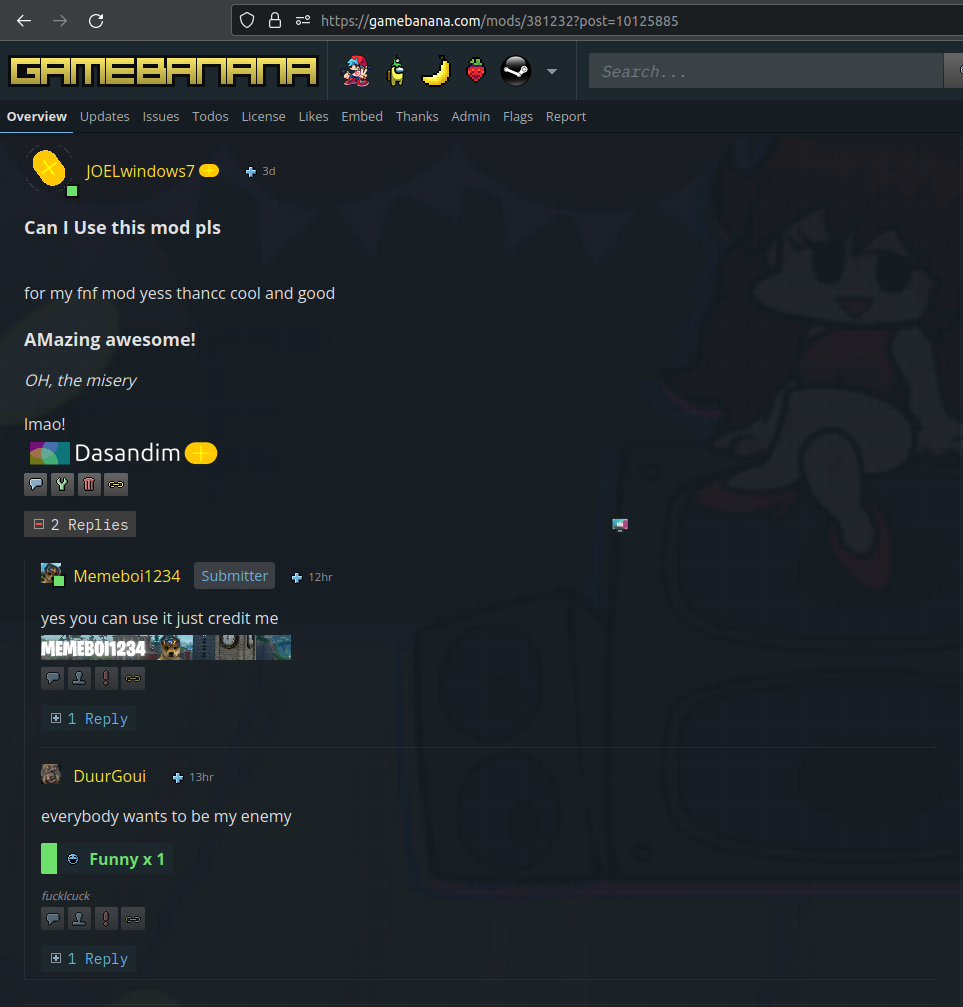 https://gamebanana.com/mods/381232?post=10125885
GAMEBANANA
Search...
Overview Updates Issues Todos License Likes Embed Thanks Admin Flags Report
JOELwindows7 3d
Can I Use this mod pls
for my fnf mod yess thancc cool and good
AMazing awesome!
OH, the misery
lmao!
Dasandim
2 Replies
Memeboi1234 Submitter 12hr
yes you can use it just credit me
MEMEBOI1234
1 Reply
DuurGoui 13hr
everybody wants to be my enemy
Funny x 1
fucklcuck
1 Reply